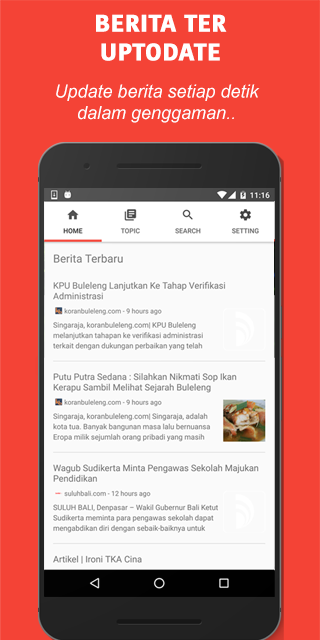 BERITA TER
UPTODATE
Update berita setiap detik
dalam genggaman..
11:16
HOME
TOPIC
SEARCH
SETTING
Berita Terbaru
KPU Buleleng Lanjutkan Ke Tahap Verifikasi
Administrasi
koranbuleleng.com - 9 hours ago
Singaraja, koranbuleleng.com| KPU Buleleng
melanjutkan tahapan ke verifikasi administrasi
terkait dengan dukungan perbaikan yang telah
Putu Putra Sedana : Silahkan Nikmati Sop Ikan
Kerapu Sambil Melihat Sejarah Buleleng
koranbuleleng.com - 9 hours ago
Singaraja, koranbuleleng.com| Singaraja, adalah
kota tua. Banyak bangunan masa lalu bernuansa
Eropa milik sejumlah orang pribadi yang masih
Wagub Sudikerta Minta Pengawas Sekolah Majukan
Pendidikan
suluhbali.com - 12 hours ago
SULUH BALI, Denpasar – Wakil Gubernur Bali Ketut
Sudikerta meminta para pengawas sekolah dapat
mengabdikan diri dengan sebaik-baiknya untuk
Artikel | Ironi TKA Cina